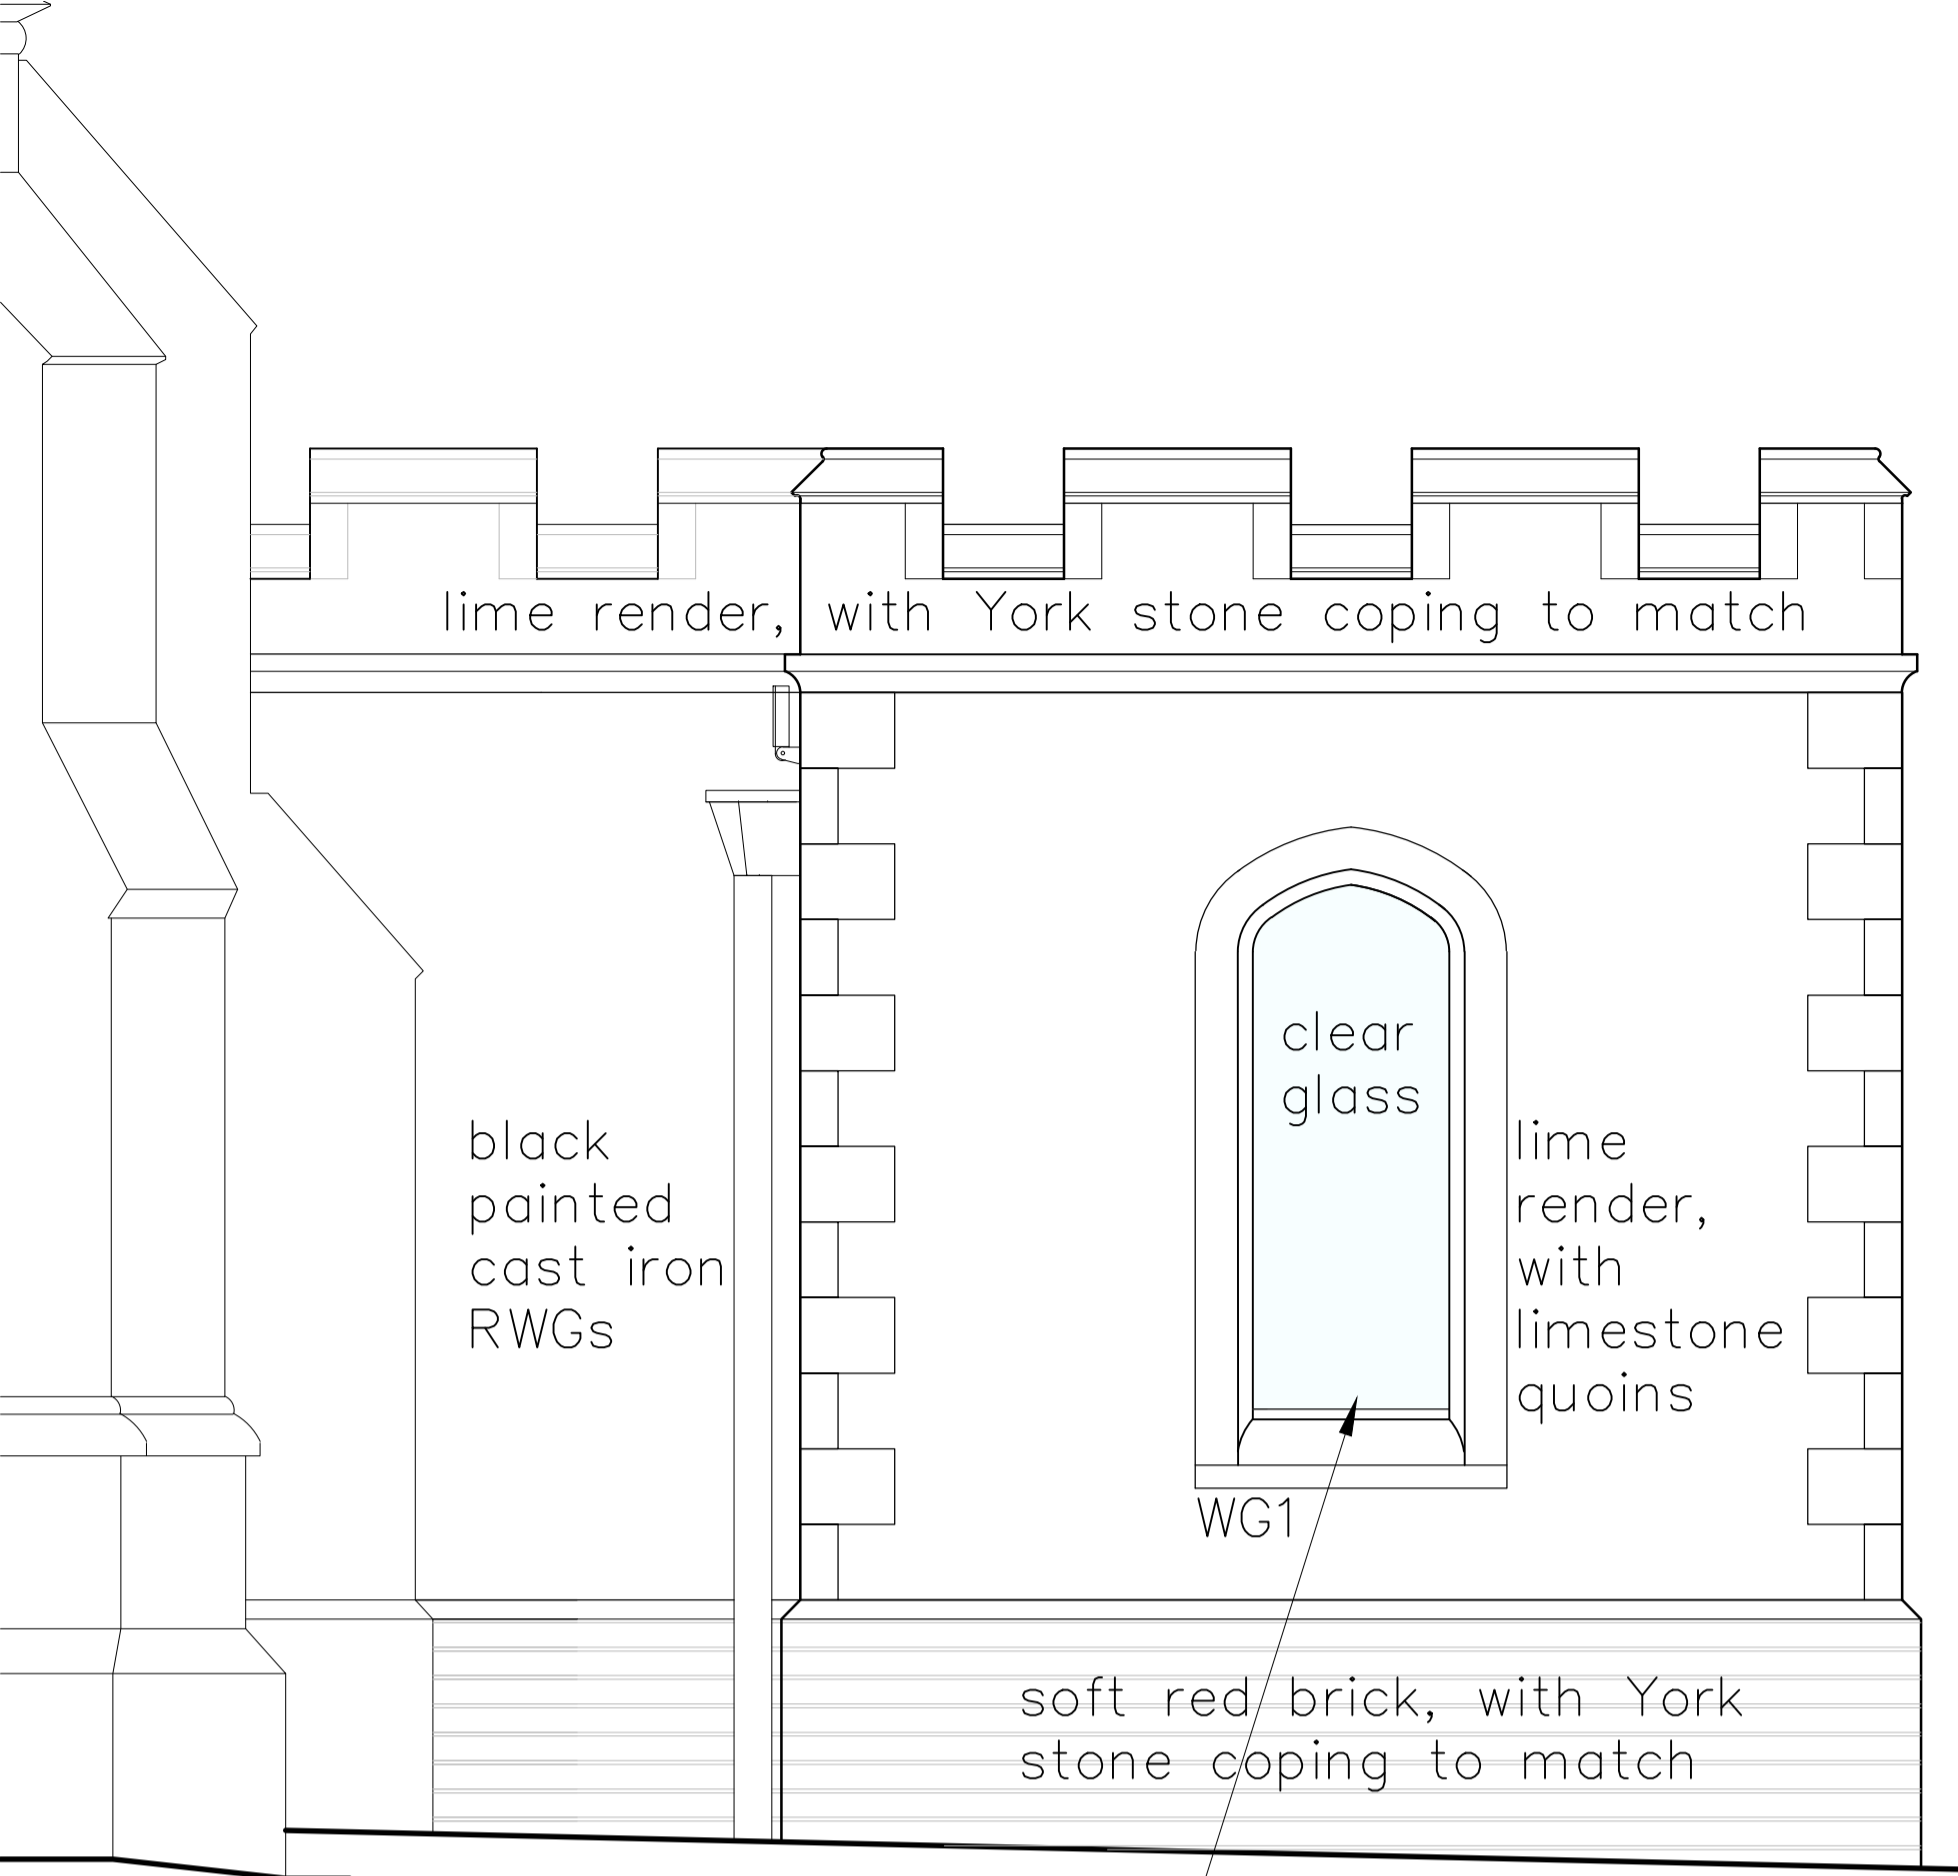 lime render, with York stone coping to match
clear
glass
black
painted
cast iron
RWGs
lime
render,
with
limestone
quoins
WG1
soft red brick, with York
stone coping to match